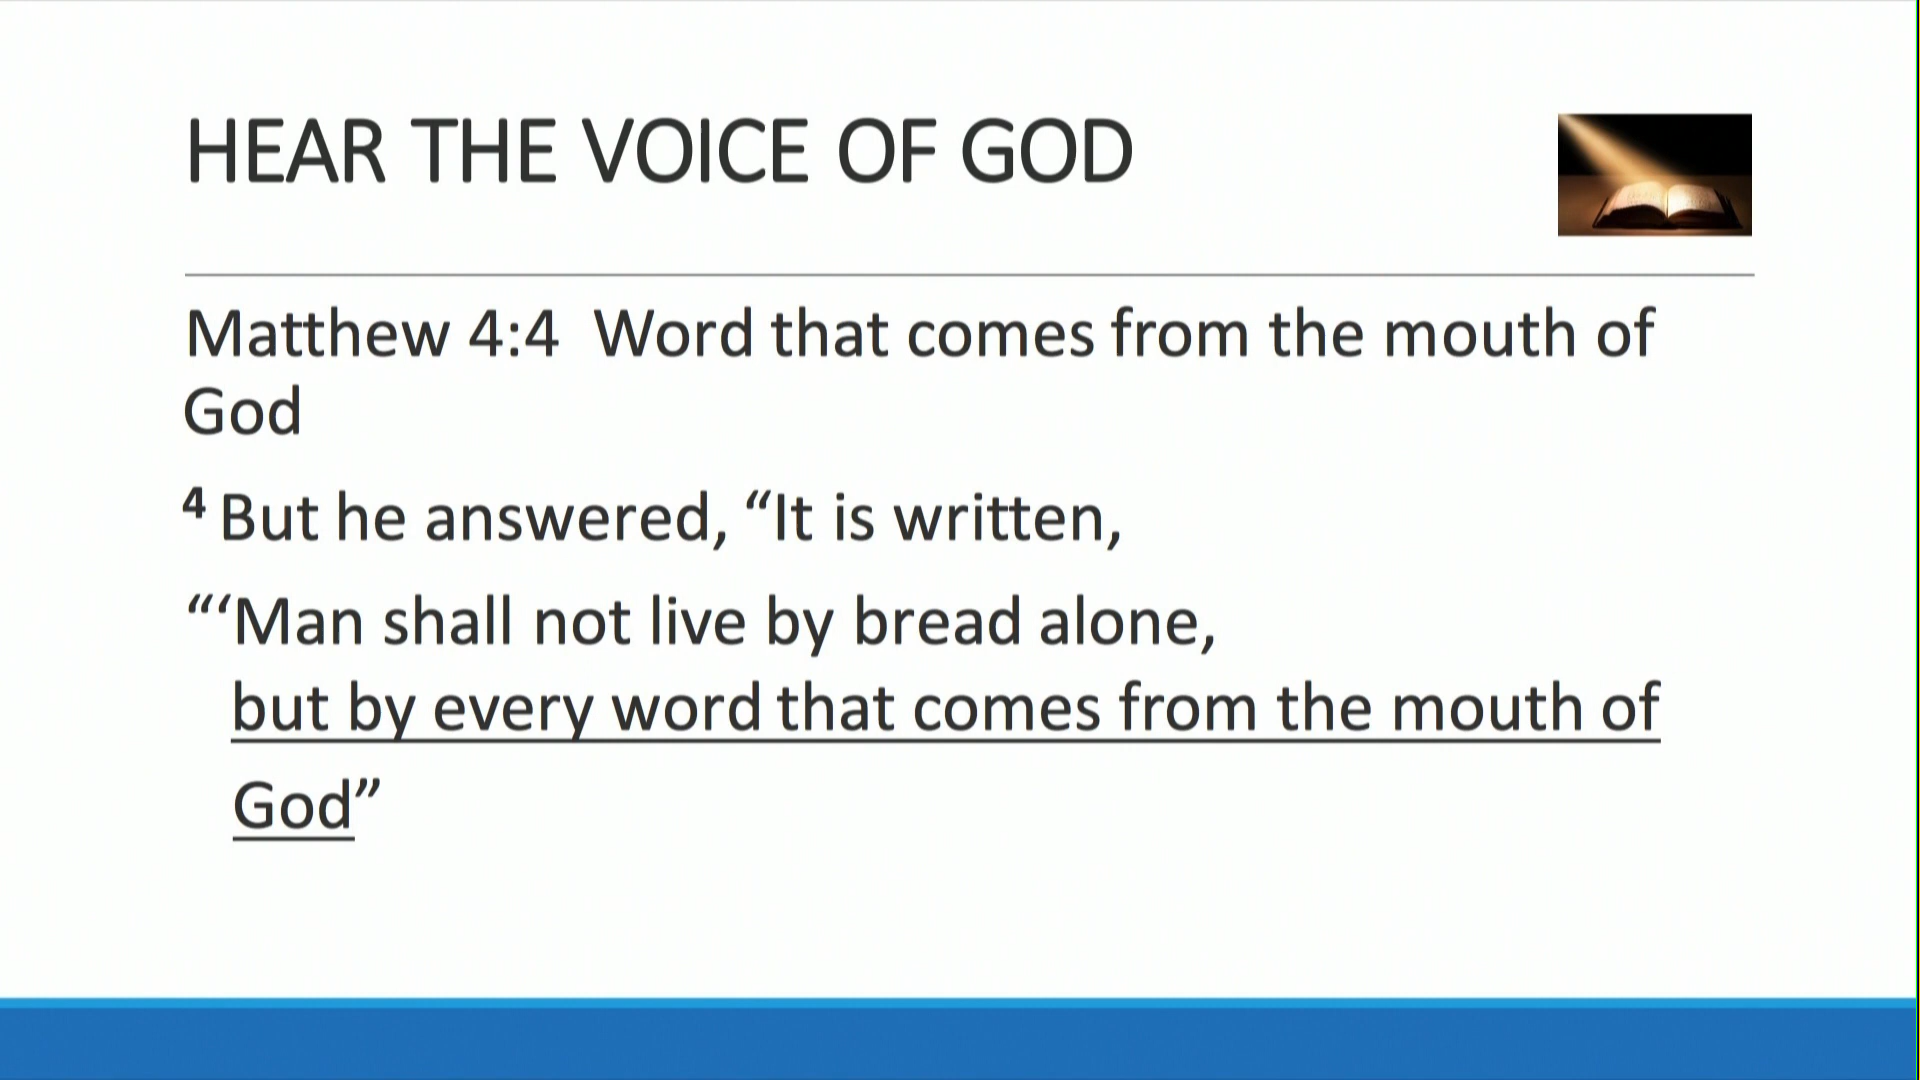 HEAR THE VOICE OF GOD
Matthew 4:4  Word that comes from the mouth of
God
⁴ But he answered, “It is written,
“‘Man shall not live by bread alone,
but by every word that comes from the mouth of
God”